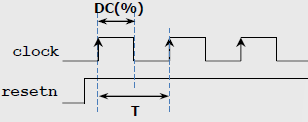 DC(%)
clock
resetn
T